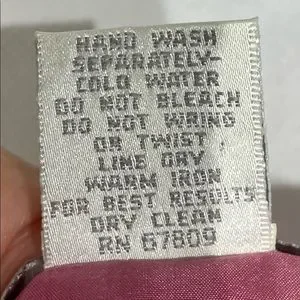 HAND WASH
SEPARATELY-
COLD WATER
DO NOT BLEACH
DO NOT WRING
OR TWIST,
LINE DRY
WARM IRON
FOR BEST RESULTS
DRY CLEAN
RN 67809